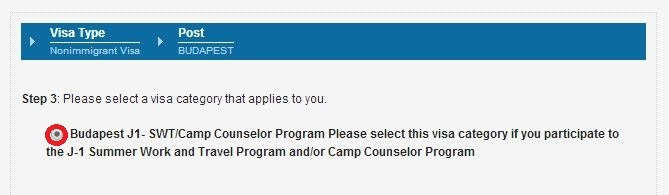 Visa Type Post
Nonimmigrant Visa BUDAPEST
Step 3: Please select a visa category that applies to you.
Budapest J1- SWT/Camp Counselor Program Please select this visa category if you participate to
the J-1 Summer Work and Travel Program and/or Camp Counselor Program